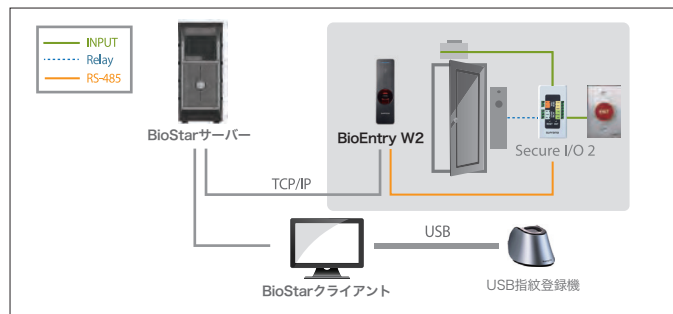 INPUT
Relay
RS-485
BioStarサーバー
BioEntry W2
EXIT
Secure I/O 2
TCP/IP
USB
BioStarクライアント
USB指紋登録機